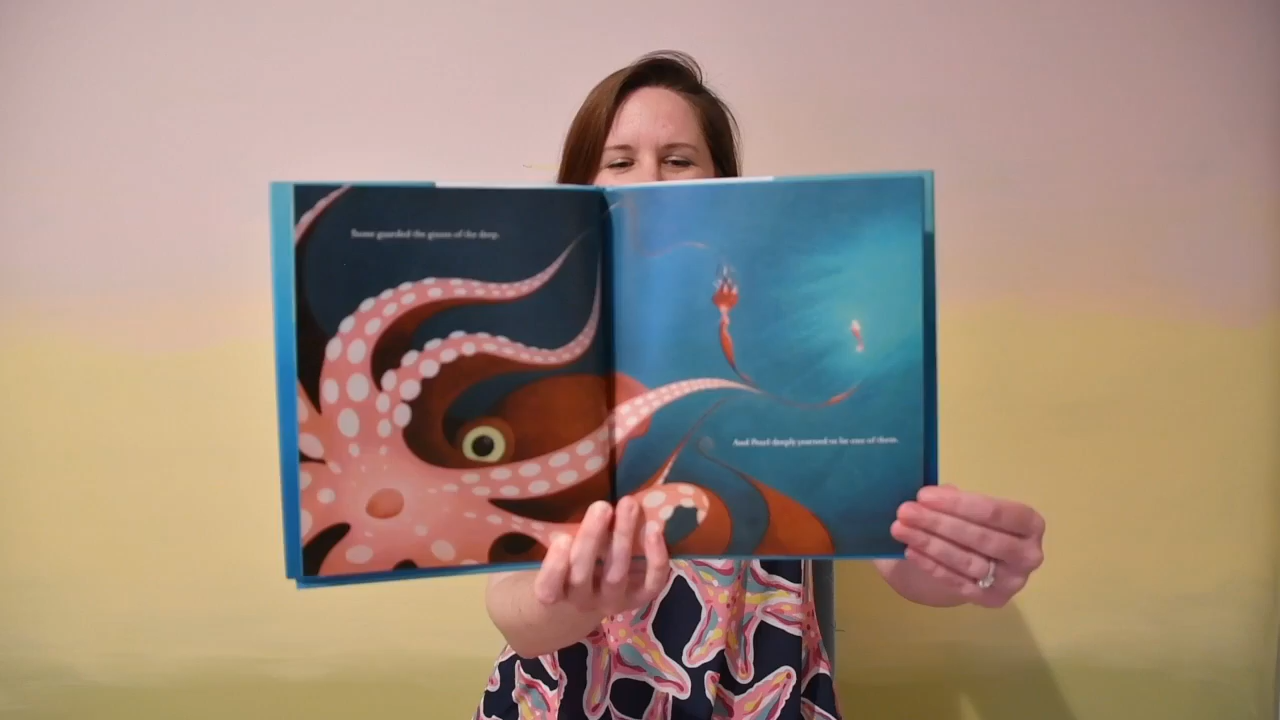 Some guarded the giants of the deep.
And Pearl deeply yearned to be one of them.